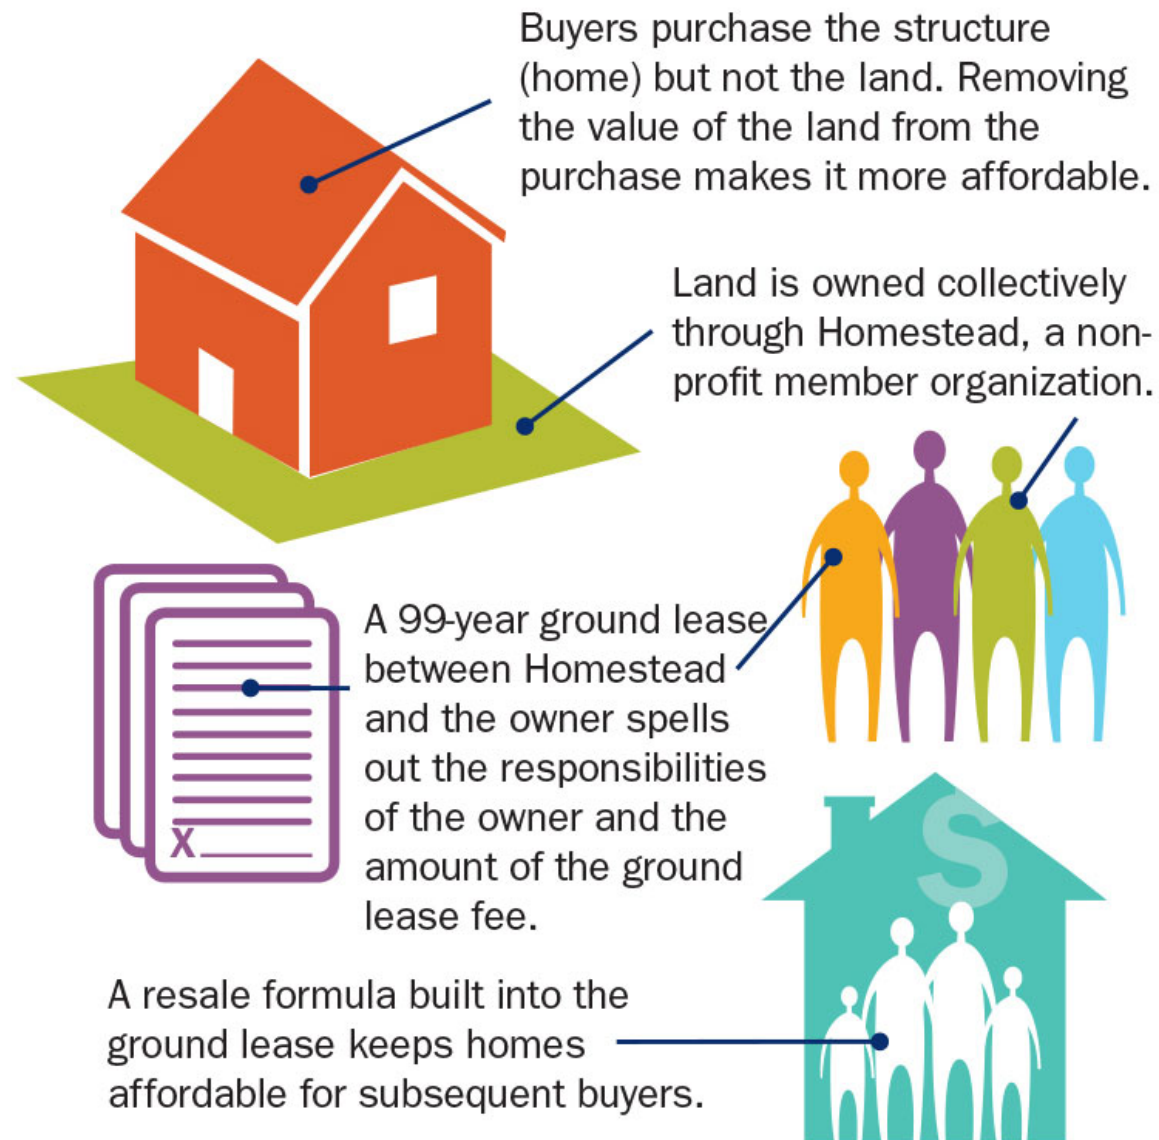 Buyers purchase the structure
(home) but not the land. Removing
the value of the land from the
purchase makes it more affordable.
Land is owned collectively
through Homestead, a non-
profit member organization.
A 99-year ground lease
between Homestead
and the owner spells
out the responsibilities
of the owner and the
amount of the ground
lease fee.
X
$
A resale formula built into the
ground lease keeps homes
affordable for subsequent buyers.